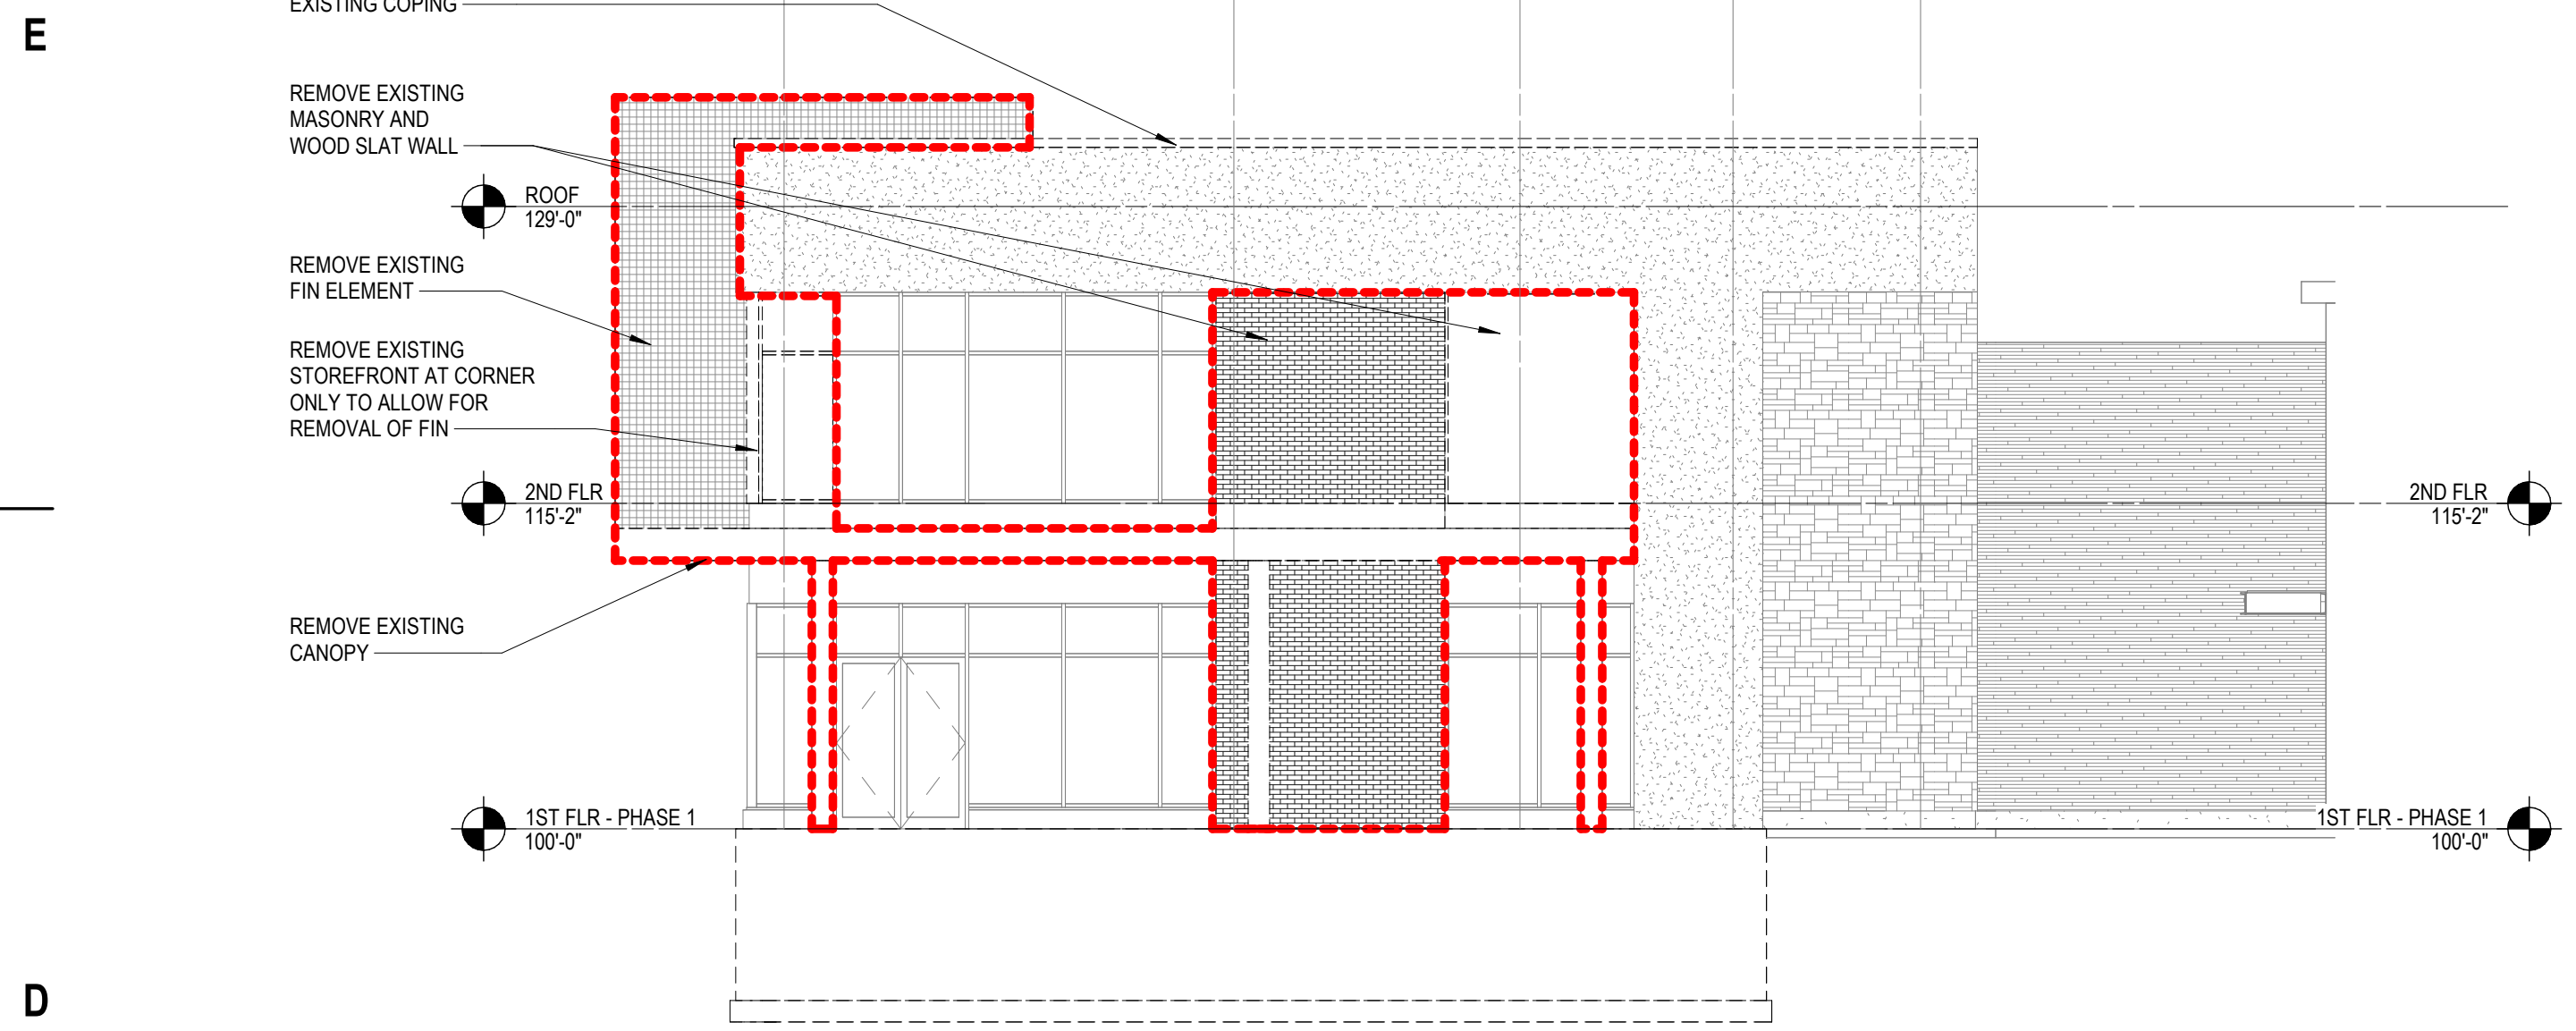 E
EXISTING COPING
REMOVE EXISTING
MASONRY AND
WOOD SLAT WALL
ROOF
129'-0"
REMOVE EXISTING
FIN ELEMENT
REMOVE EXISTING
STOREFRONT AT CORNER
ONLY TO ALLOW FOR
REMOVAL OF FIN
2ND FLR
115'-2"
2ND FLR
115'-2"
REMOVE EXISTING
CANOPY
1ST FLR - PHASE 1
100'-0"
1ST FLR - PHASE 1
100'-0"
D